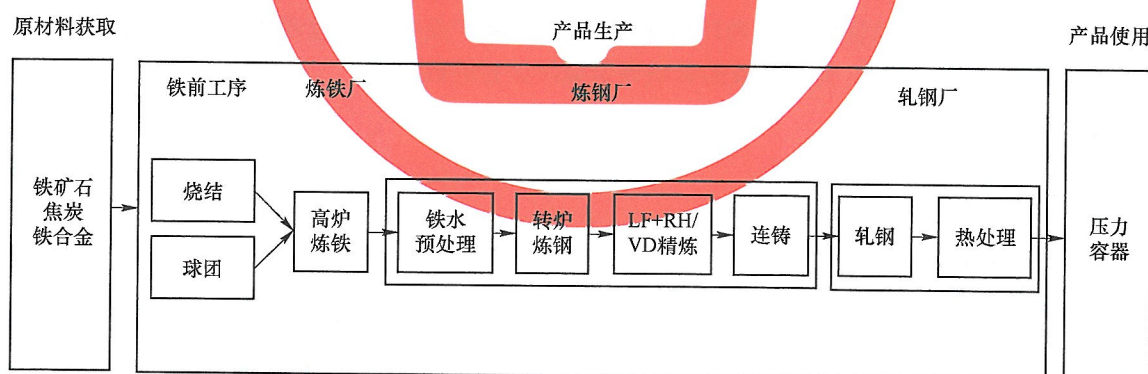 原材料获取
产品生产
产品使用
铁前工序
炼铁厂
炼钢厂
轧钢厂
铁矿石
焦炭
铁合金
烧结
球团
高炉
炼铁
铁水
预处理
转炉
炼钢
LF+RH/
VD精炼
连铸
轧钢
热处理
压力
容器